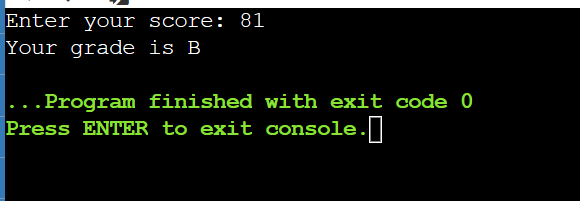 Enter your score: 81
Your grade is B
...Program finished with exit code 0
Press ENTER to exit console.